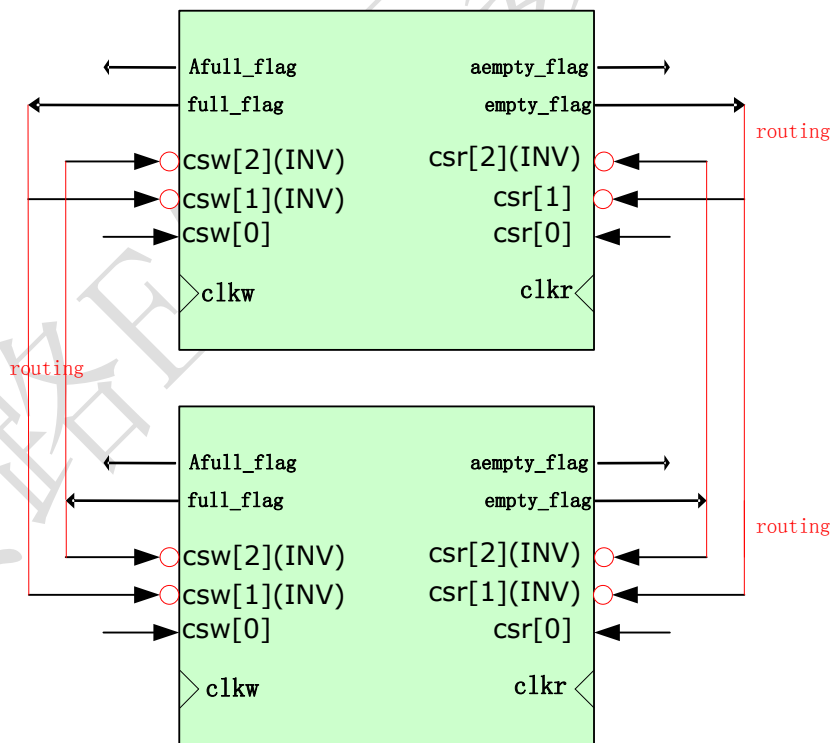 Afull_flag aempty_flag
full_flag empty_flag
routing
csw[2](INV) csr[2](INV)
csw[1](INV) csr[1]
csw[0] csr[0]
clkw clkr
routing
Afull_flag aempty_flag
full_flag empty_flag
routing
csw[2](INV) csr[2](INV)
csw[1](INV) csr[1](INV)
csw[0] csr[0]
clkw clkr